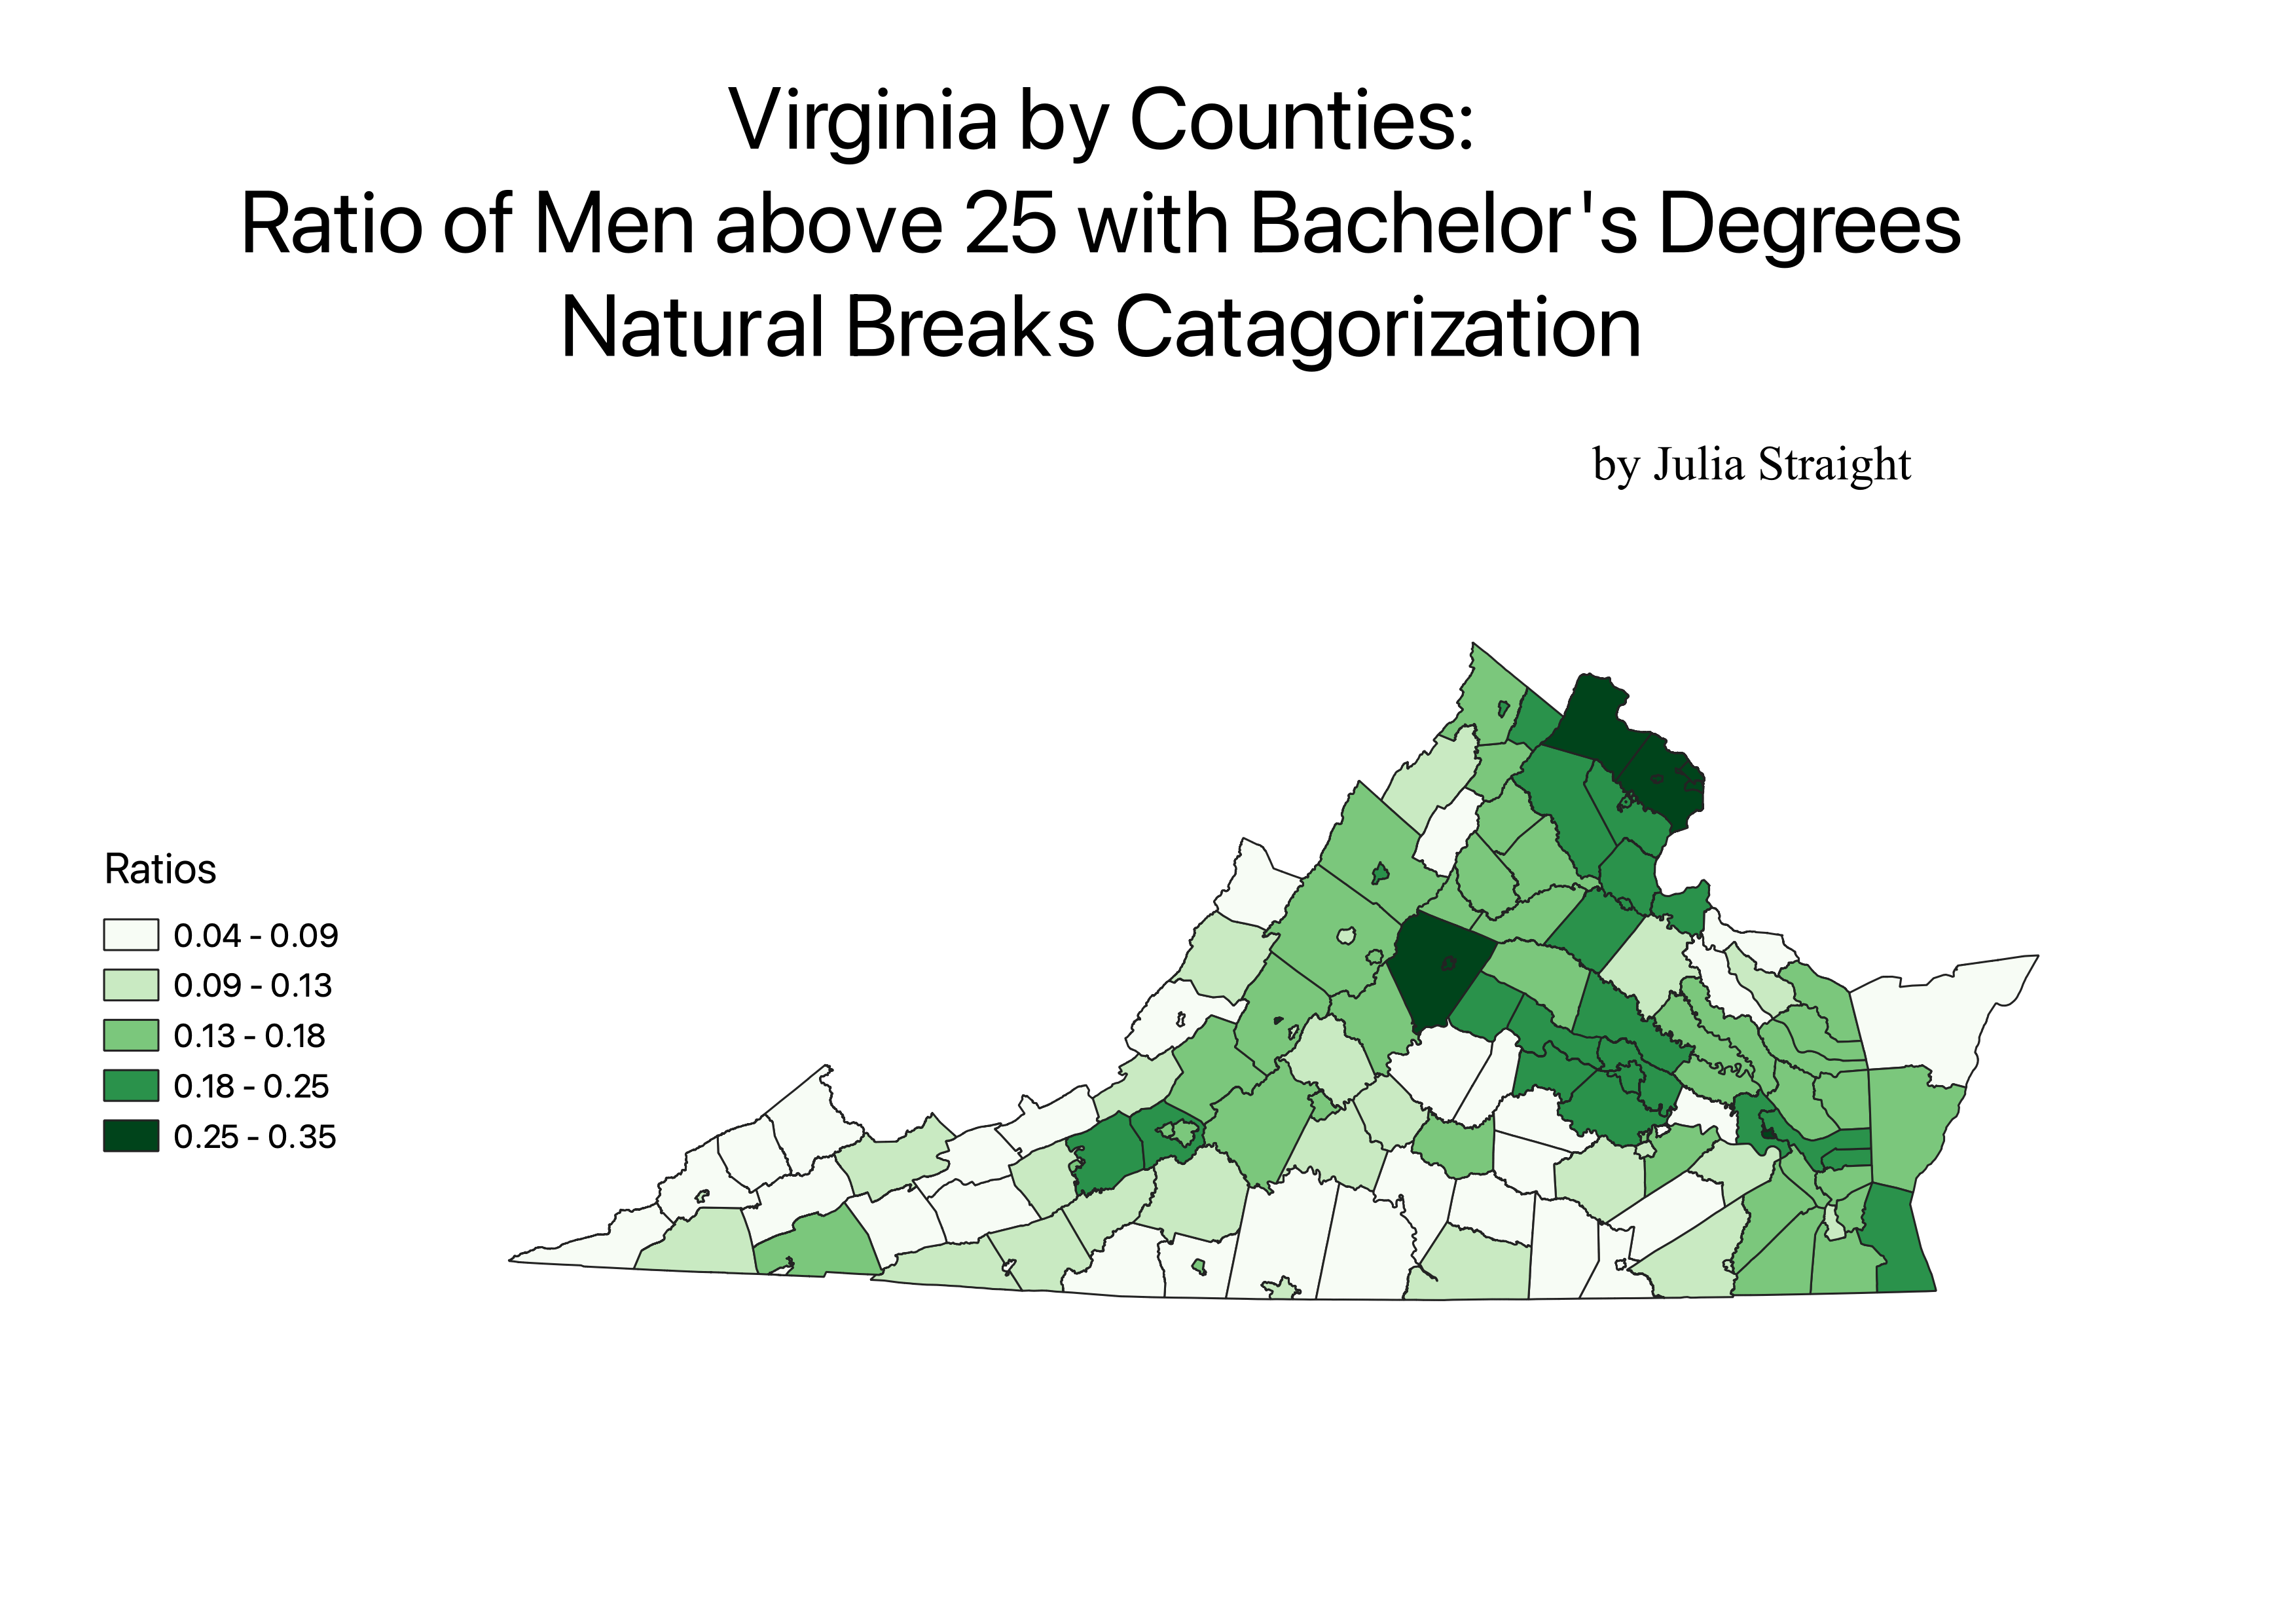 Virginia by Counties:
Ratio of Men above 25 with Bachelor's Degrees
Natural Breaks Catagorization
by Julia Straight
Ratios
0.04 - 0.09
0.09 - 0.13
0.13 - 0.18
0.18 - 0.25
0.25 - 0.35